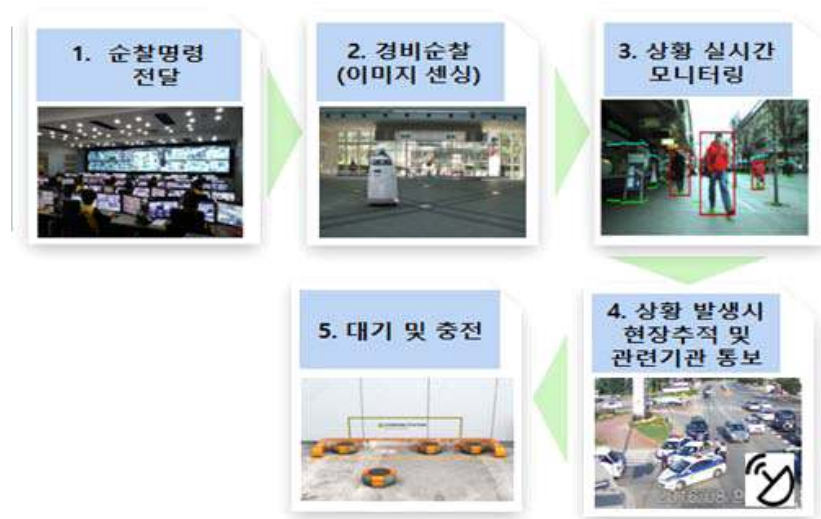 1. 순찰명령
전달
2. 경비순찰
(이미지 센싱)
3. 상황 실시간
모니터링
4. 상황 발생시
현장추적 및
관련기관 통보
5. 대기 및 충전
2016.08